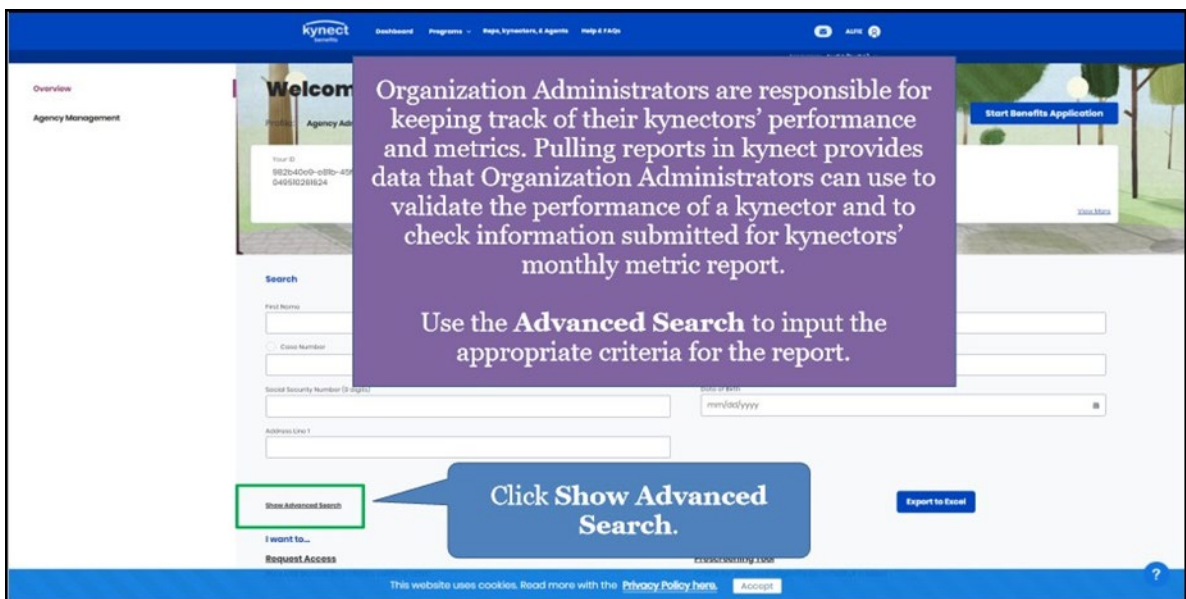 kynect
benefits
Dashboard Programs Reps, kynectors, & Agents Help & FAQs
ALFIE
Overview
Agency Management
Welcom
Agency Ad
Start Benefits Application
Your ID
View More
Organization Administrators are responsible for
keeping track of their kynectors’ performance
and metrics. Pulling reports in kynect provides
data that Organization Administrators can use to
validate the performance of a kynector and to
check information submitted for kynectors’
monthly metric report.
Use the Advanced Search to input the
appropriate criteria for the report.
Search
First Name
Case Number
Social Security Number (9 digits)
Date of Birth
mm/dd/yyyy
Address Line 1
Show Advanced Search
Click Show Advanced
Search.
Export to Excel
I want to...
Request Access
Prescreening Tool
This website uses cookies. Read more with the Privacy Policy here. Accept
?